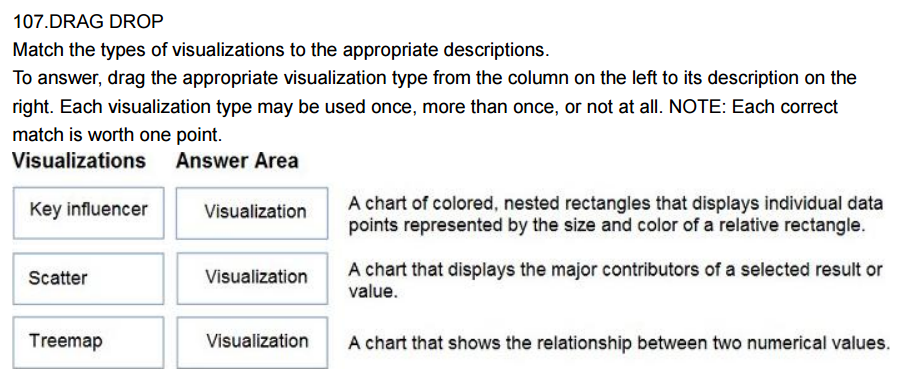 107.DRAG DROP
Match the types of visualizations to the appropriate descriptions.
To answer, drag the appropriate visualization type from the column on the left to its description on the
right. Each visualization type may be used once, more than once, or not at all. NOTE: Each correct
match is worth one point.
Visualizations Answer Area
Key influencer Visualization A chart of colored, nested rectangles that displays individual data
points represented by the size and color of a relative rectangle.
Scatter Visualization A chart that displays the major contributors of a selected result or
value.
Treemap Visualization A chart that shows the relationship between two numerical values.